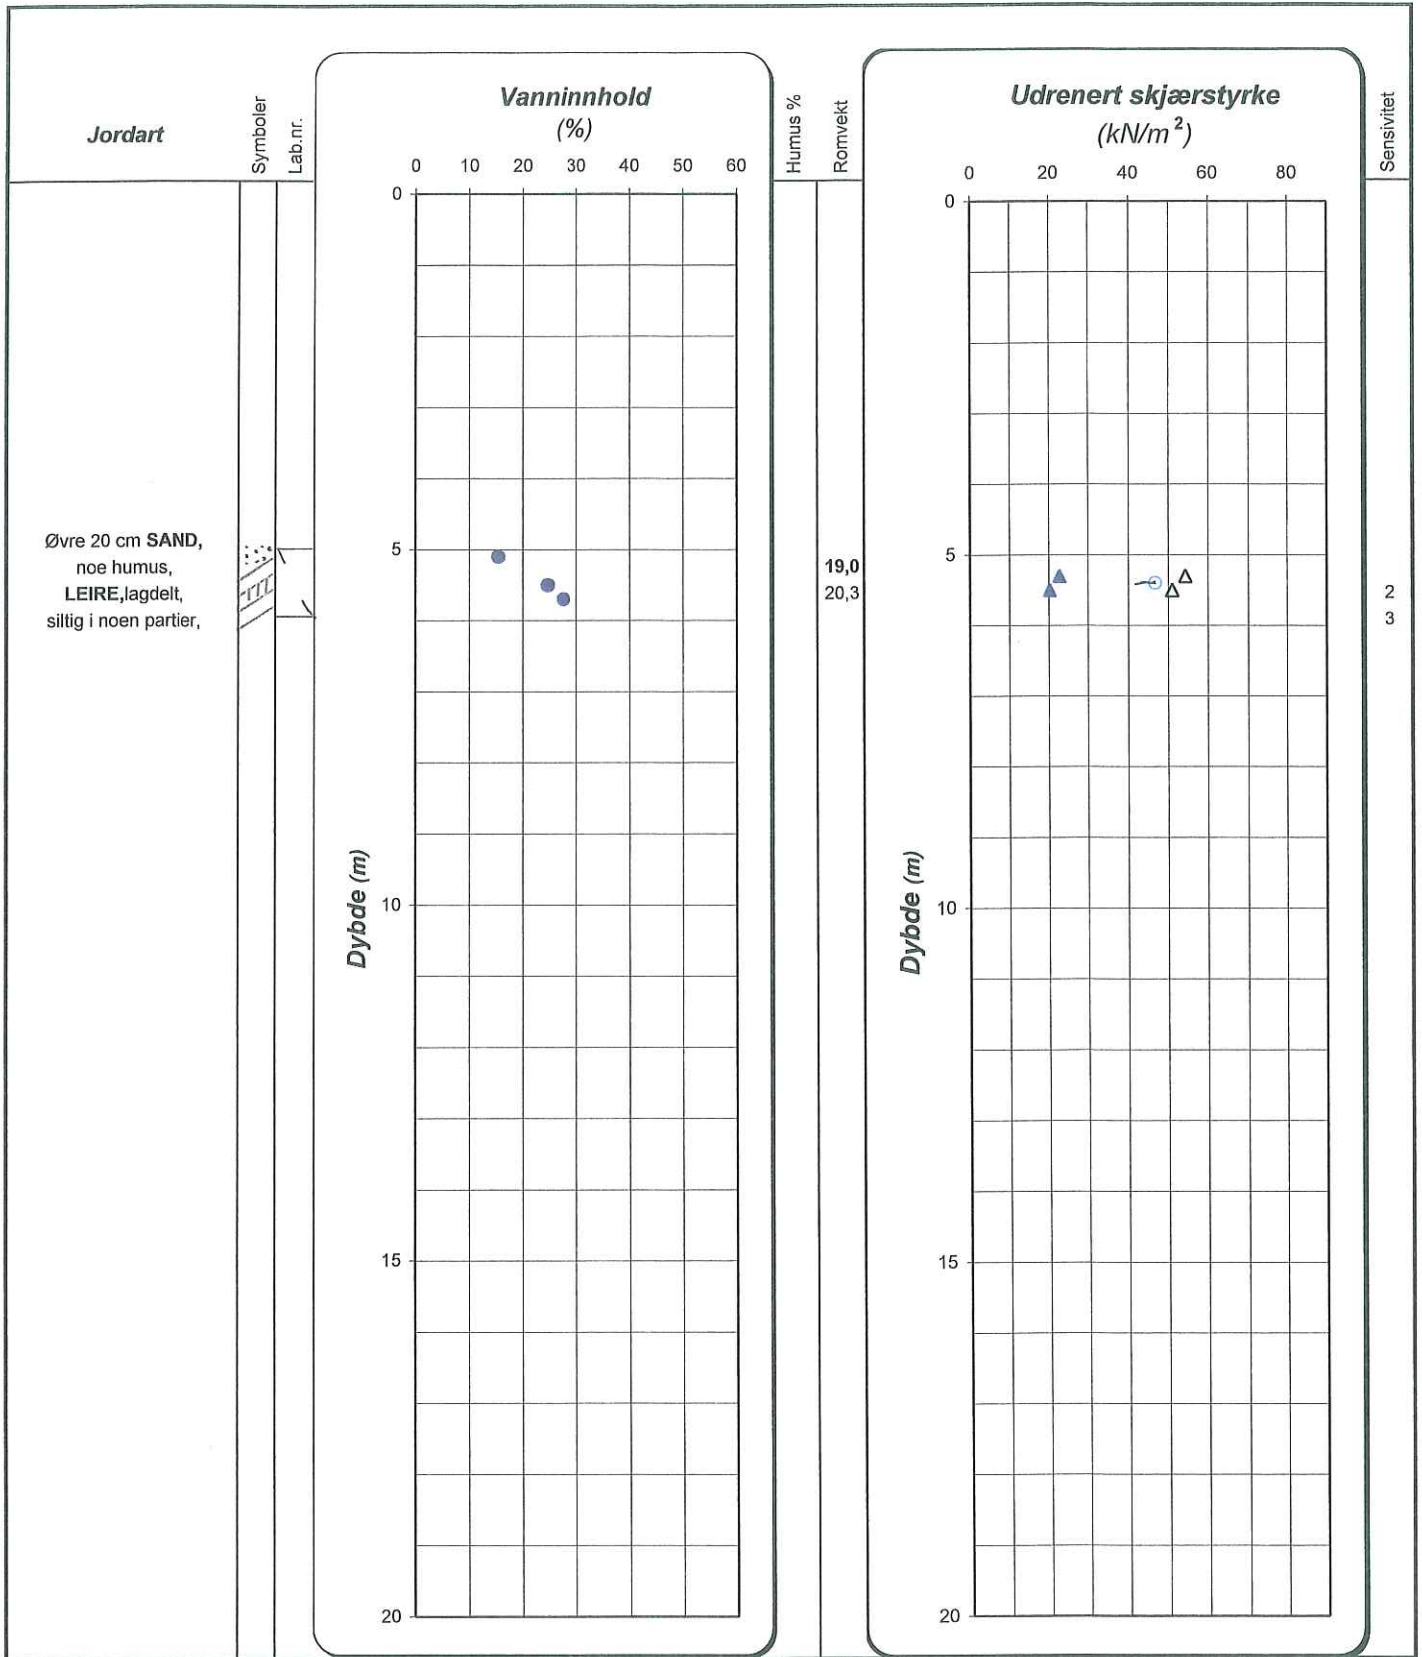 Jordart
Symboler
Lab.nr.
Vanninnhold
(%)
0 10 20 30 40 50 60
Humus %
Romvekt
Udrenert skjærstyrke
(kN/m²)
0 20 40 60 80
Sensivitet
0
5
10
15
20
Dybde (m)
Øvre 20 cm SAND,
noe humus,
LEIRE,lagdelt,
siltig i noen partier,
19,0
20,3
0
5
10
15
20
Dybde (m)
2
3